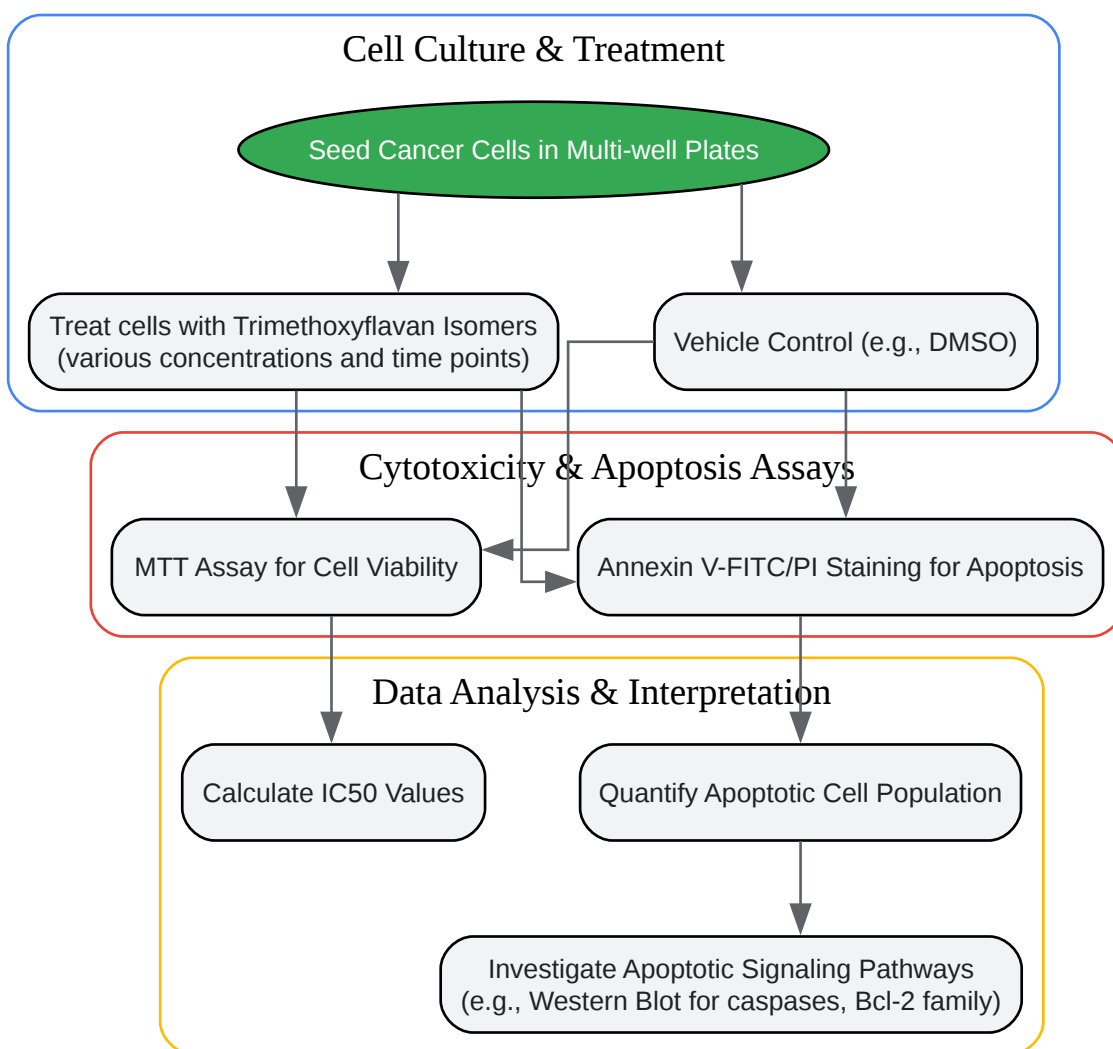 Cell Culture & Treatment
Seed Cancer Cells in Multi-well Plates
Treat cells with Trimethoxyflavan Isomers
(various concentrations and time points)
Vehicle Control (e.g., DMSO)
Cytotoxicity & Apoptosis Assays
MTT Assay for Cell Viability
Annexin V-FITC/PI Staining for Apoptosis
Data Analysis & Interpretation
Calculate IC50 Values
Quantify Apoptotic Cell Population
Investigate Apoptotic Signaling Pathways
(e.g., Western Blot for caspases, Bcl-2 family)